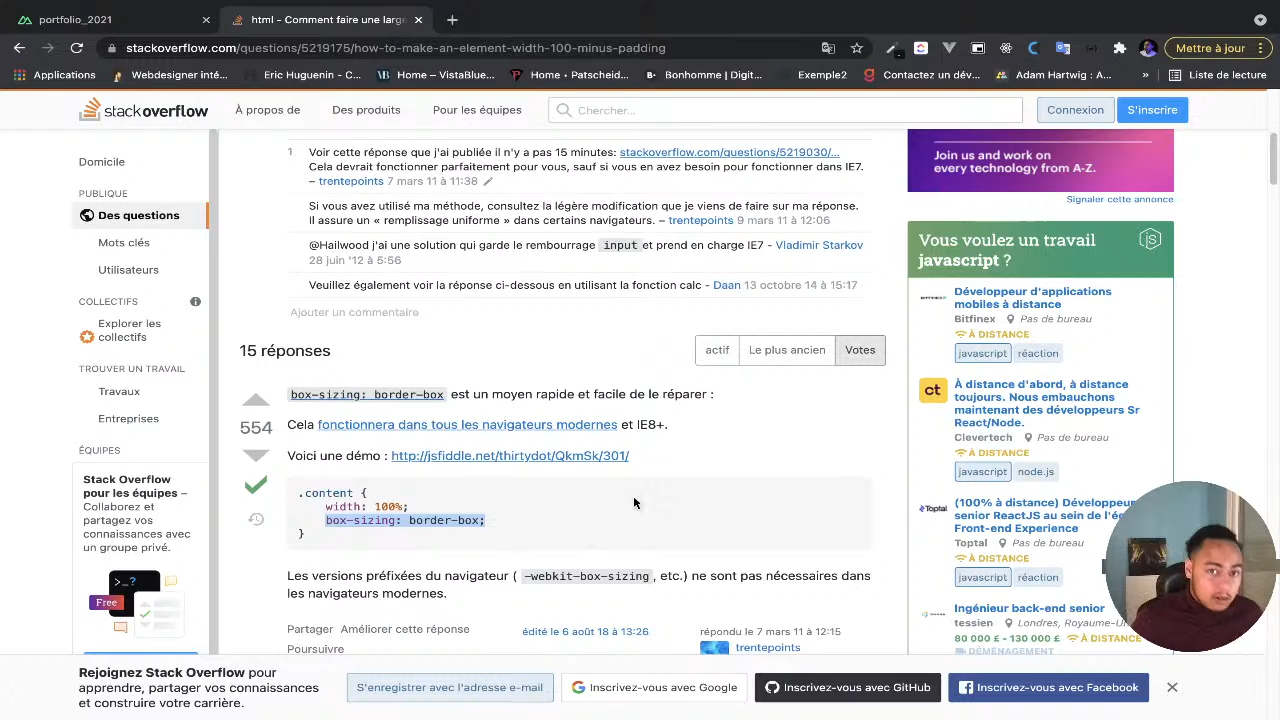 portfolio_2021
html - Comment faire une large
stackoverflow.com/questions/5219175/how-to-make-an-element-width-100-minus-padding
Mettre à jour
Applications
Webdesigner inté...
Eric Huguenin - C...
Home – VistaBlue...
Home • Patscheid...
Bonhomme | Digit...
Exemple2
Contactez un dév...
Adam Hartwig : A...
»
Liste de lecture
stackoverflow
À propos de
Des produits
Pour les équipes
Chercher...
Connexion
S'inscrire
Domicile
PUBLIQUE
Des questions
Mots clés
Utilisateurs
COLLECTIFS
Explorer les
collectifs
TROUVER UN TRAVAIL
Travaux
Entreprises
ÉQUIPES
Stack Overflow
pour les équipes –
Collaborez et
partagez vos
connaissances avec
un groupe privé.
>_?
Free
1
Voir cette réponse que j'ai publiée il n'y a pas 15 minutes: stackoverflow.com/questions/5219030/...
Cela devrait fonctionner parfaitement pour vous, sauf si vous en avez besoin pour fonctionner dans IE7.
– trentepoints 7 mars 11 à 11:38
Si vous avez utilisé ma méthode, consultez la légère modification que je viens de faire sur ma réponse.
Il assure un « remplissage uniforme » dans certains navigateurs. – trentepoints 9 mars 11 à 12:06
@Hailwood j'ai une solution qui garde le rembourrage input et prend en charge IE7 - Vladimir Starkov
28 juin '12 à 5:56
Veuillez également voir la réponse ci-dessous en utilisant la fonction calc - Daan 13 octobre 14 à 15:17
Ajouter un commentaire
15 réponses
actif
Le plus ancien
Votes
554
box-sizing: border-box est un moyen rapide et facile de le réparer :
Cela fonctionnera dans tous les navigateurs modernes et IE8+.
Voici une démo : http://jsfiddle.net/thirtydot/QkmSk/301/
.content {
width: 100%;
box-sizing: border-box;
}
Les versions préfixées du navigateur ( -webkit-box-sizing, etc.) ne sont pas nécessaires dans
les navigateurs modernes.
Partager Améliorer cette réponse
Poursuivre
édité le 6 août 18 à 13:26
répondu le 7 mars 11 à 12:15
trentepoints
Join us and work on
every technology from A-Z.
Signaler cette annonce
Vous voulez un travail
javascript ?
Développeur d'applications
mobiles à distance
Bitfinex Pas de bureau
À DISTANCE
javascript réaction
ct
À distance d'abord, à distance
toujours. Nous embauchons
maintenant des développeurs Sr
React/Node.
Clevertech Pas de bureau
À DISTANCE
javascript node.js
Toptal
(100% à distance) Développeur
senior ReactJS au sein de l'é
Front-end Experience
Toptal Pas de bureau
À DISTANCE
javascript réaction
Ingénieur back-end senior
tessien Londres, Royaume-U
80 000 £ - 130 000 £ À DISTANCE
DÉMÉNAGEMENT
Rejoignez Stack Overflow pour
apprendre, partager vos connaissances
et construire votre carrière.
S'enregistrer avec l'adresse e-mail
Inscrivez-vous avec Google
Inscrivez-vous avec GitHub
Inscrivez-vous avec Facebook